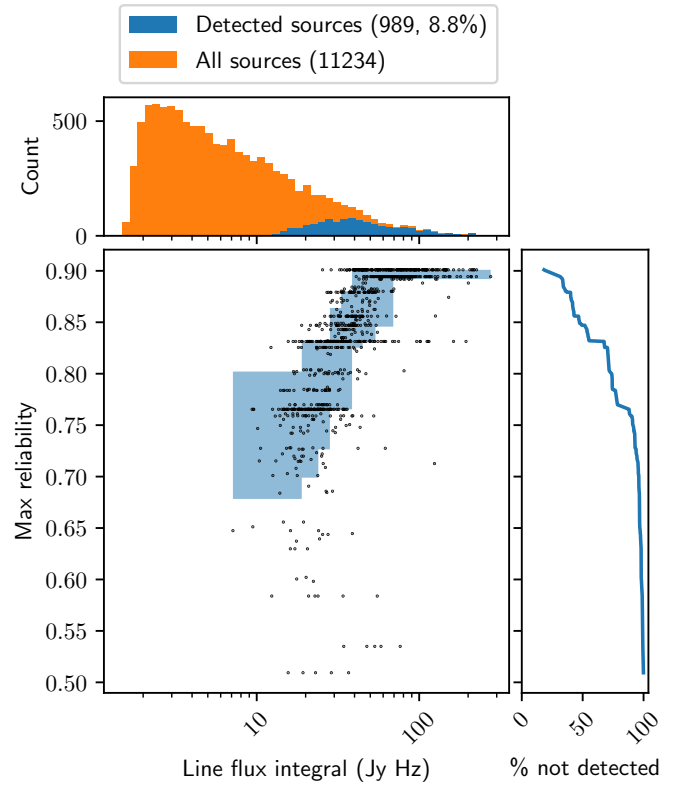 Detected sources (989, 8.8%)
All sources (11234)
500
0
Count
0.90
0.85
0.80
0.75
0.70
0.65
0.60
0.55
0.50
Max reliability
10
100
Line flux integral (Jy Hz)
0
50
100
% not detected